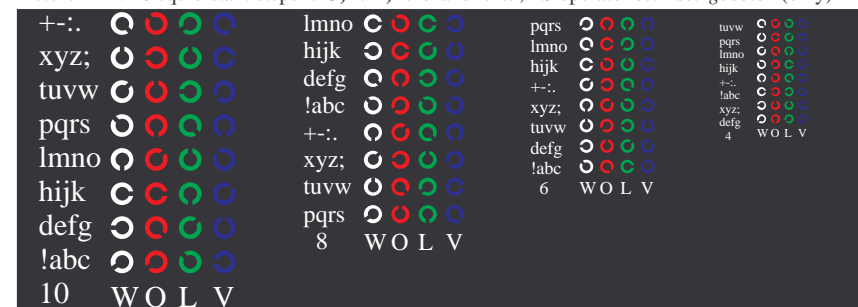 +-:.
xyz;
tuvw
pqrs
lmno
hijk
defg
!abc
10 W O L V
lmno
hijk
defg
!abc
+-:.
xyz;
tuvw
pqrs
8 W O L V
pqrs
lmno
hijk
+-:.
xyz;
tuvw
defg
!abc
6 W O L V
tuvw
pqrs
lmno
hijk
+-:.
!abc
xyz;
defg
4 W O L V